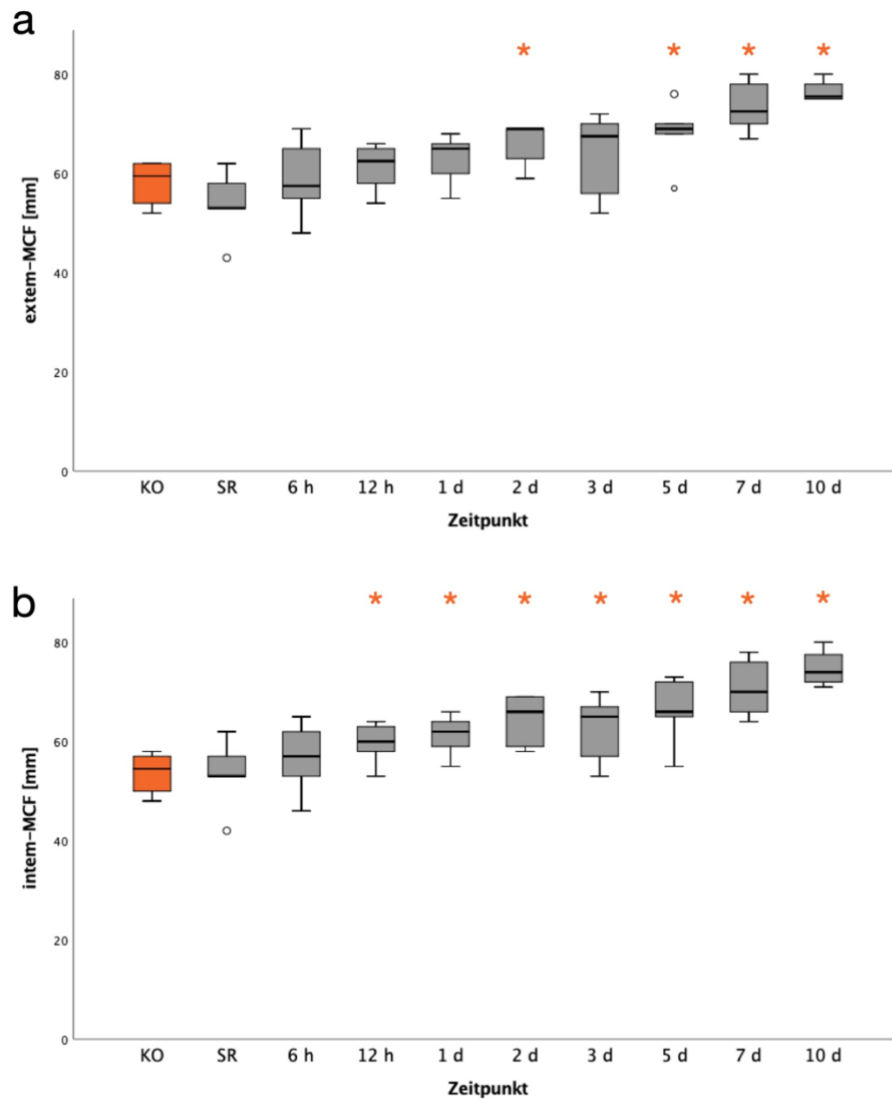 a
* * * *
80
60
40
20
0
extem-MCF [mm]
KO SR 6 h 12 h 1 d 2 d 3 d 5 d 7 d 10 d
Zeitpunkt
b
* * * * * * *
80
60
40
20
0
intem-MCF [mm]
KO SR 6 h 12 h 1 d 2 d 3 d 5 d 7 d 10 d
Zeitpunkt